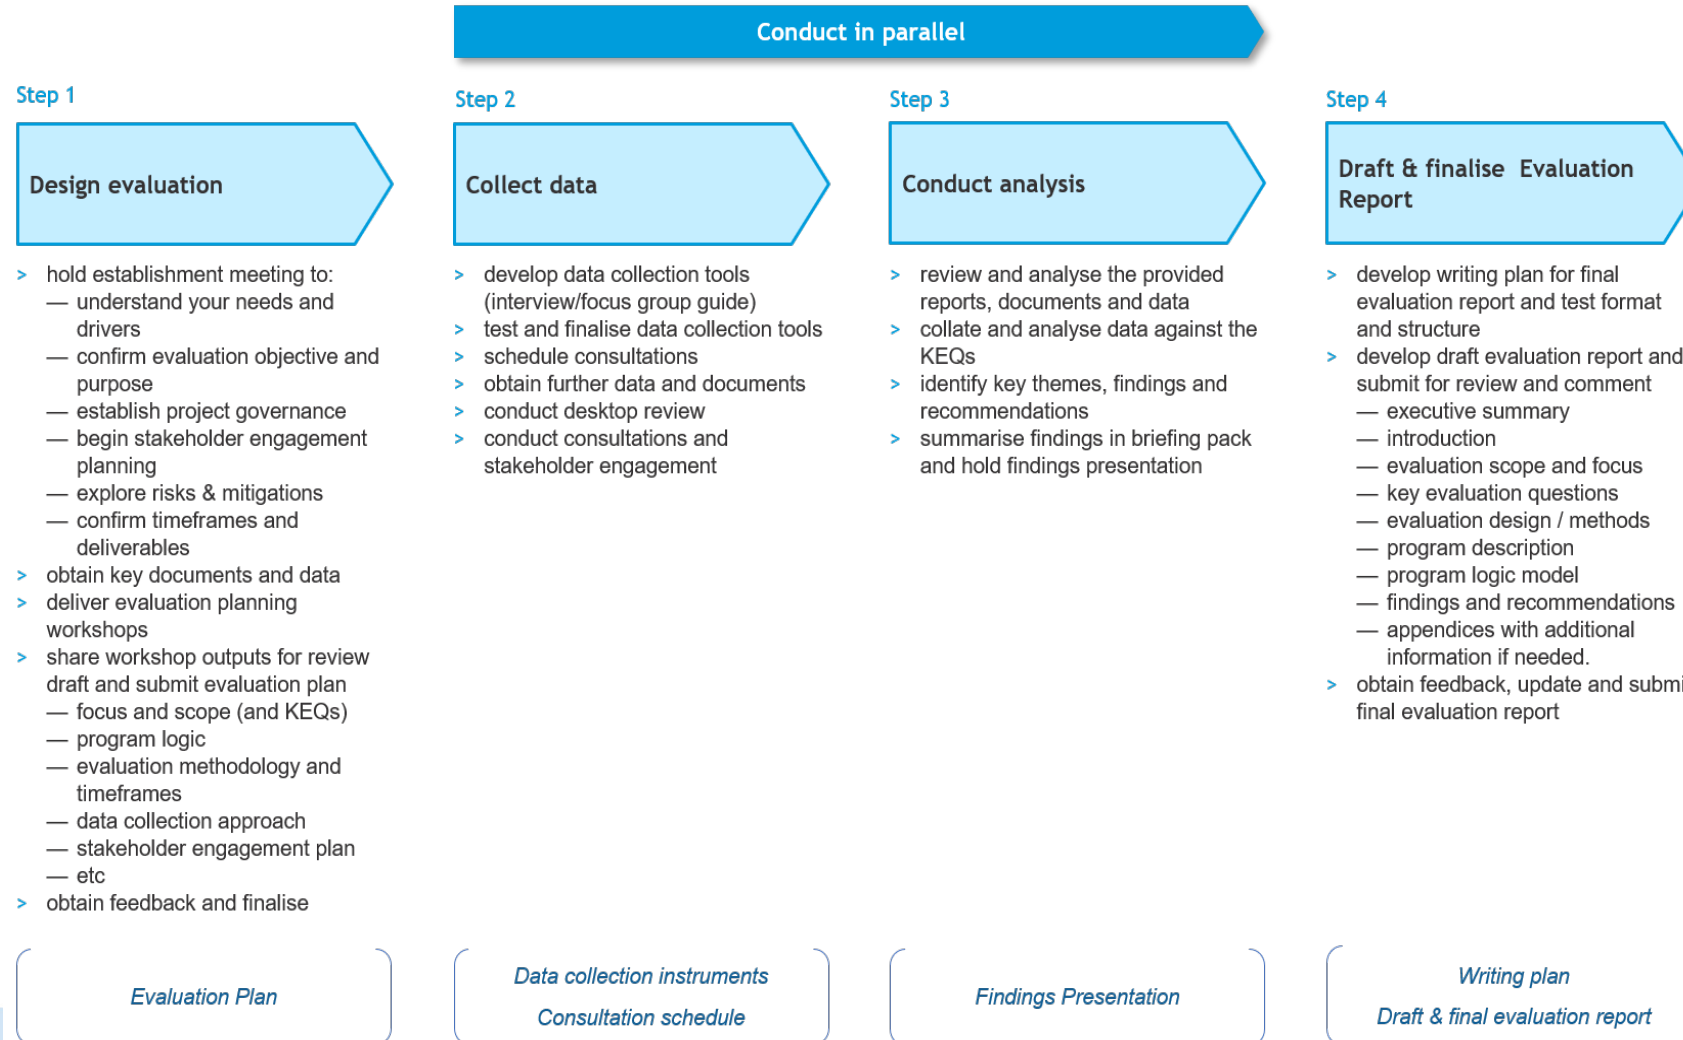 Conduct in parallel
Step 1
Design evaluation
> hold establishment meeting to:
— understand your needs and
drivers
— confirm evaluation objective and
purpose
— establish project governance
— begin stakeholder engagement
planning
— explore risks & mitigations
— confirm timeframes and
deliverables
> obtain key documents and data
> deliver evaluation planning
workshops
> share workshop outputs for review
draft and submit evaluation plan
— focus and scope (and KEQs)
— program logic
— evaluation methodology and
timeframes
— data collection approach
— stakeholder engagement plan
— etc
> obtain feedback and finalise
Evaluation Plan
Step 2
Collect data
> develop data collection tools
(interview/focus group guide)
> test and finalise data collection tools
> schedule consultations
> obtain further data and documents
> conduct desktop review
> conduct consultations and
stakeholder engagement
Data collection instruments
Consultation schedule
Step 3
Conduct analysis
> review and analyse the provided
reports, documents and data
> collate and analyse data against the
KEQs
> identify key themes, findings and
recommendations
> summarise findings in briefing pack
and hold findings presentation
Findings Presentation
Step 4
Draft & finalise Evaluation
Report
> develop writing plan for final
evaluation report and test format
and structure
> develop draft evaluation report and
submit for review and comment
— executive summary
— introduction
— evaluation scope and focus
— key evaluation questions
— evaluation design / methods
— program description
— program logic model
— findings and recommendations
— appendices with additional
information if needed.
> obtain feedback, update and submi
final evaluation report
Writing plan
Draft & final evaluation report